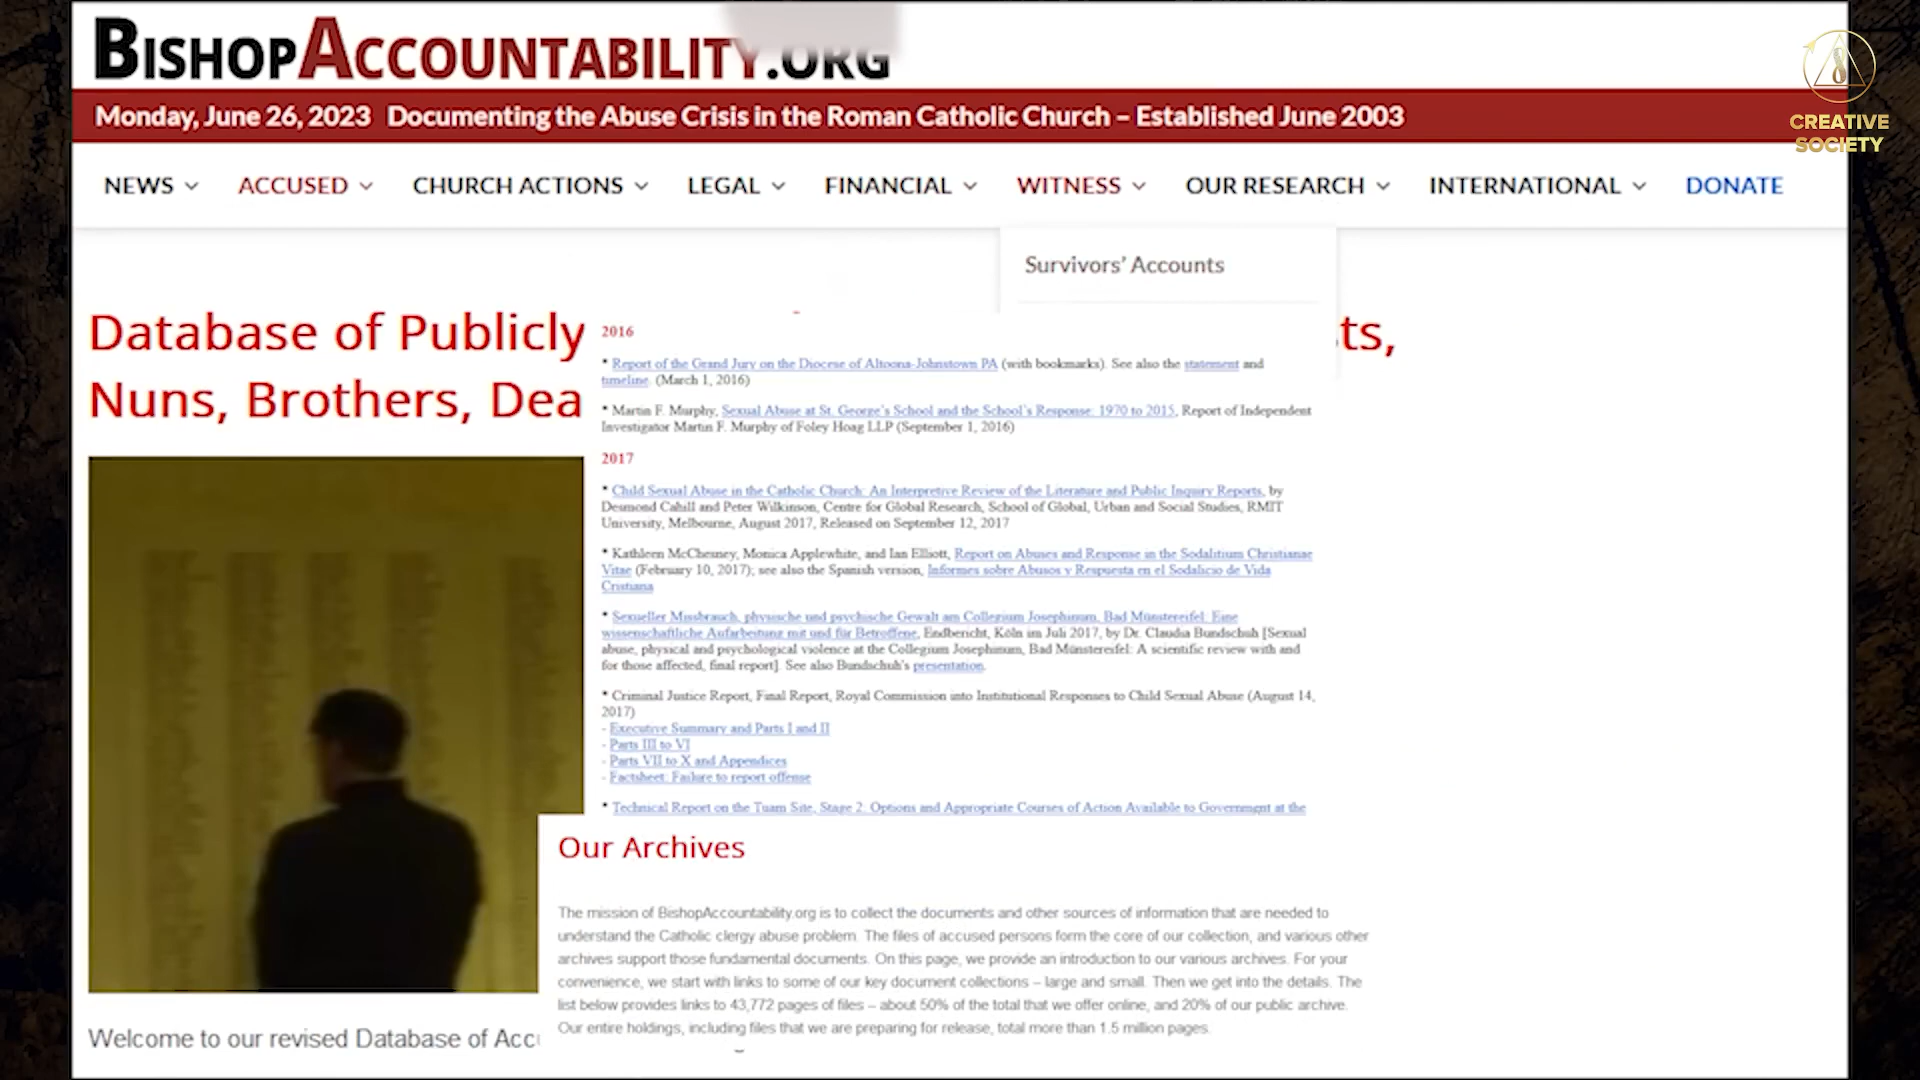 BISHOPACCOUNTABILITY.ORG
Monday, June 26, 2023 Documenting the Abuse Crisis in the Roman Catholic Church – Established June 2003
CREATIVE
SOCIETY
NEWS ACCUSED CHURCH ACTIONS LEGAL FINANCIAL WITNESS OUR RESEARCH INTERNATIONAL DONATE
Survivors' Accounts
Database of Publicly
ts,
Nuns, Brothers, Dea
2016
* Report of the Grand Jury on the Diocese of Altoona-Johnstown PA (with bookmarks). See also the statement and
timeline. (March 1, 2016)
* Martin F. Murphy, Sexual Abuse at St. George's School and the School's Response: 1970 to 2015, Report of Independent
Investigator Martin F. Murphy of Foley Hoag LLP (September 1, 2016)
2017
* Child Sexual Abuse in the Catholic Church: An Interpretive Review of the Literature and Public Inquiry Reports, by
Desmond Cahill and Peter Wilkinson, Centre for Global Research, School of Global, Urban and Social Studies, RMIT
University, Melbourne, August 2017, Released on September 12, 2017
* Kathleen McChesney, Monica Applewhite, and Ian Elliott, Report on Abuses and Response in the Sodalitium Christianae
Vitae (February 10, 2017); see also the Spanish version, Informes sobre Abusos y Respuesta en el Sodalicio de Vida
Cristiana
* Sexueller Missbrauch, physische und psychische Gewalt am Collegium Josephinum, Bad Münstereifel: Eine
wissenschaftliche Aufarbeitung mit und für Betroffene, Endbericht, Köln im Juli 2017, by Dr. Claudia Bundschuh [Sexual
abuse, physical and psychological violence at the Collegium Josephinum, Bad Münstereifel: A scientific review with and
for those affected, final report]. See also Bundschuh's presentation.
* Criminal Justice Report, Final Report, Royal Commission into Institutional Responses to Child Sexual Abuse (August 14,
2017)
- Executive Summary and Parts I and II
- Parts III to VI
- Parts VII to X and Appendices
- Factsheet: Failure to report offense
* Technical Report on the Tuam Site, Stage 2: Options and Appropriate Courses of Action Available to Government at the
Our Archives
The mission of BishopAccountability.org is to collect the documents and other sources of information that are needed to
understand the Catholic clergy abuse problem. The files of accused persons form the core of our collection, and various other
archives support those fundamental documents. On this page, we provide an introduction to our various archives. For your
convenience, we start with links to some of our key document collections – large and small. Then we get into the details. The
list below provides links to 43,772 pages of files – about 50% of the total that we offer online, and 20% of our public archive.
Our entire holdings, including files that we are preparing for release, total more than 1.5 million pages.
Welcome to our revised Database of Acc